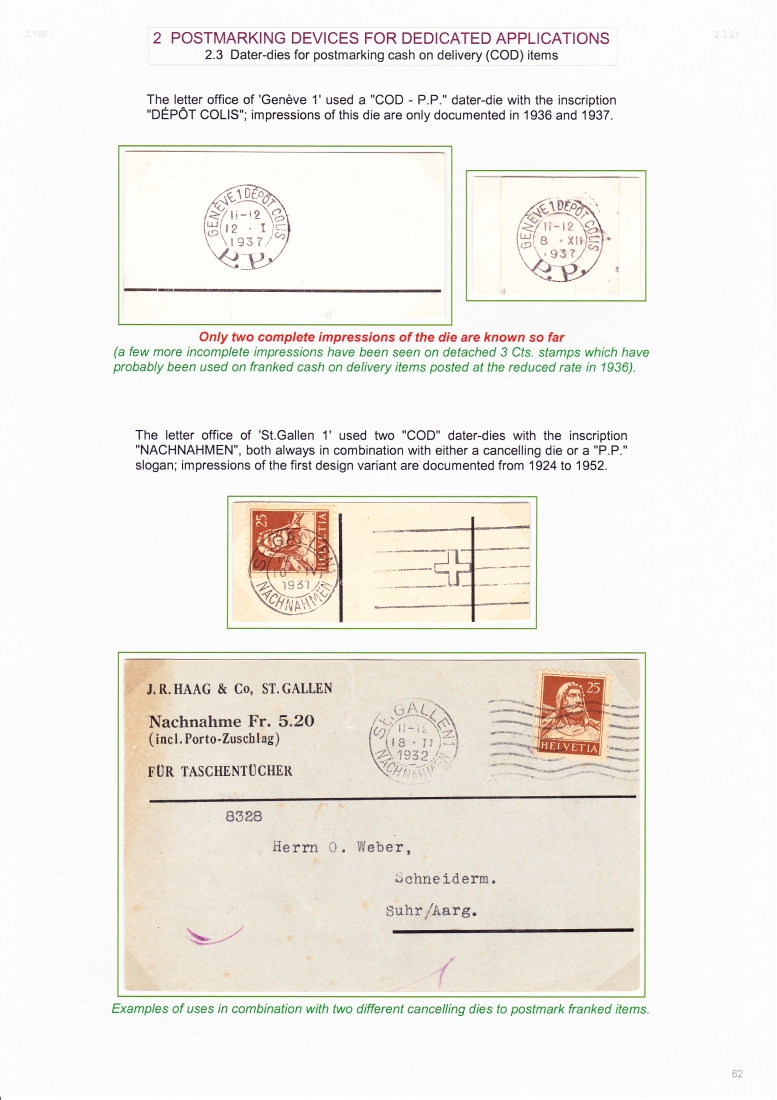 2.186
2.3.21
2 POSTMARKING DEVICES FOR DEDICATED APPLICATIONS
2.3 Dater-dies for postmarking cash on delivery (COD) items
The letter office of 'Genève 1' used a "COD - P.P." dater-die with the inscription
"DÉPÔT COLIS"; impressions of this die are only documented in 1936 and 1937.
GENÈVE 1 DÉPÔT COLIS
11-12
12 · I
1937
P.P.
GENÈVE 1 DÉPÔT COLIS
11-12
8 · XII
1937
P.P.
Only two complete impressions of the die are known so far
(a few more incomplete impressions have been seen on detached 3 Cts. stamps which have
probably been used on franked cash on delivery items posted at the reduced rate in 1936).
The letter office of 'St.Gallen 1' used two "COD" dater-dies with the inscription
"NACHNAHMEN", both always in combination with either a cancelling die or a "P.P."
slogan; impressions of the first design variant are documented from 1924 to 1952.
25
HELVETIA
ST. GALLEN
1931
NACHNAHMEN
J. R. HAAG & Co, ST. GALLEN
Nachnahme Fr. 5.20
(incl. Porto-Zuschlag)
FÜR TASCHENTÜCHER
ST. GALLEN 1
11-12
18 · II
1932
NACHNAHMEN
25
HELVETIA
8328
Herrn O. Weber,
Schneiderm.
Suhr/Aarg.
Examples of uses in combination with two different cancelling dies to postmark franked items.
62